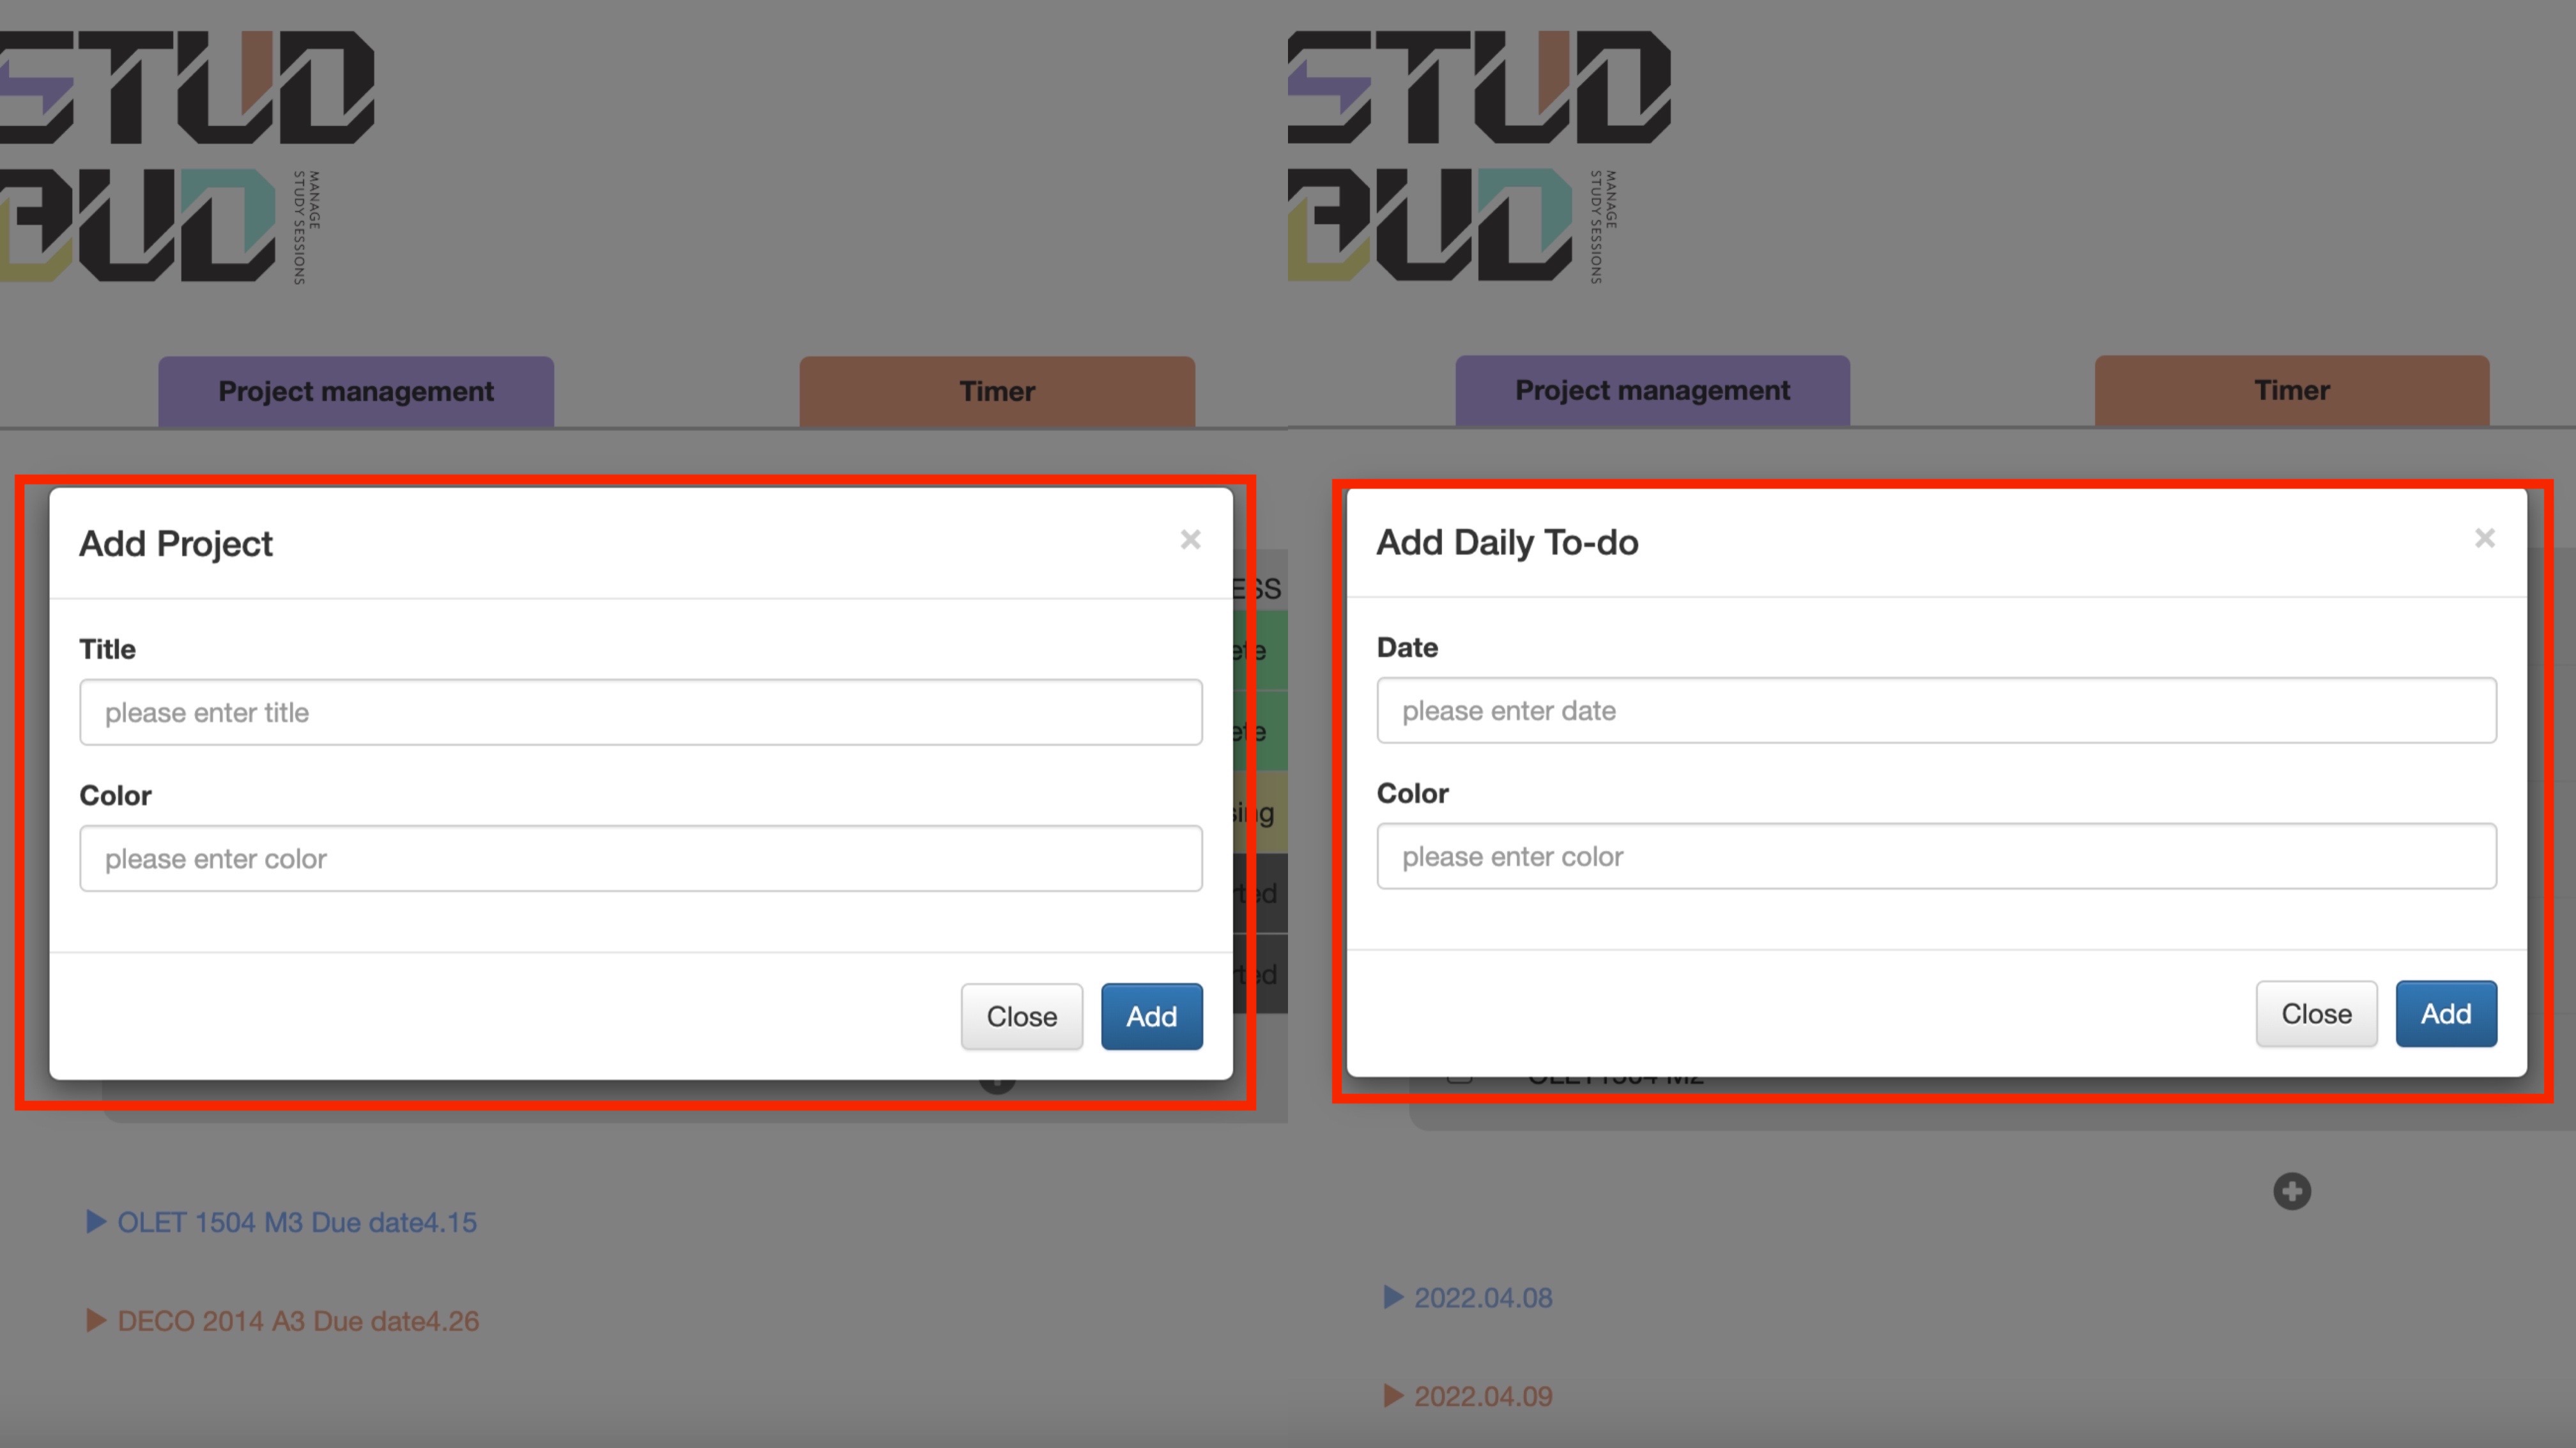 STUD
BUD
MANAGE
STUDY SESSIONS
Project management
Timer
Add Project
×
Title
please enter title
Color
please enter color
Close
Add
OLET 1504 M3 Due date4.15
DECO 2014 A3 Due date4.26
STUD
BUD
MANAGE
STUDY SESSIONS
Project management
Timer
Add Daily To-do
×
Date
please enter date
Color
please enter color
Close
Add
2022.04.08
2022.04.09